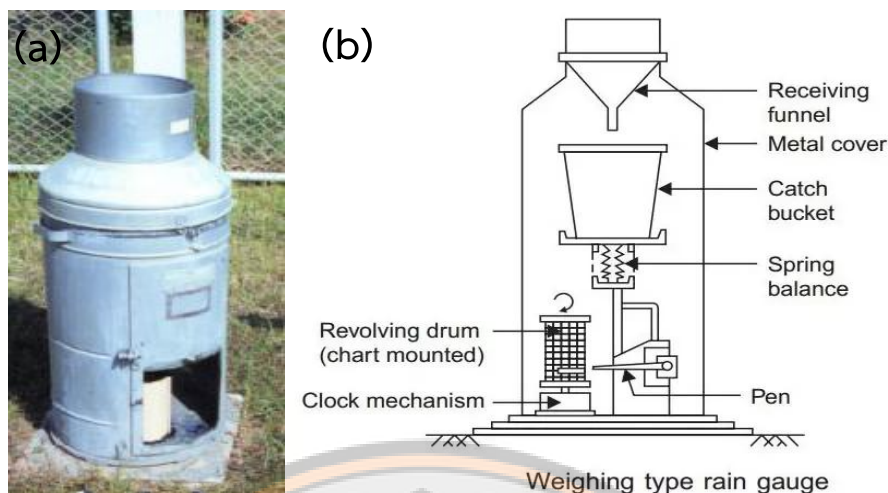 (a)
(b)
Receiving
funnel
Metal cover
Catch
bucket
Spring
balance
Revolving drum
(chart mounted)
Clock mechanism
Pen
Weighing type rain gauge